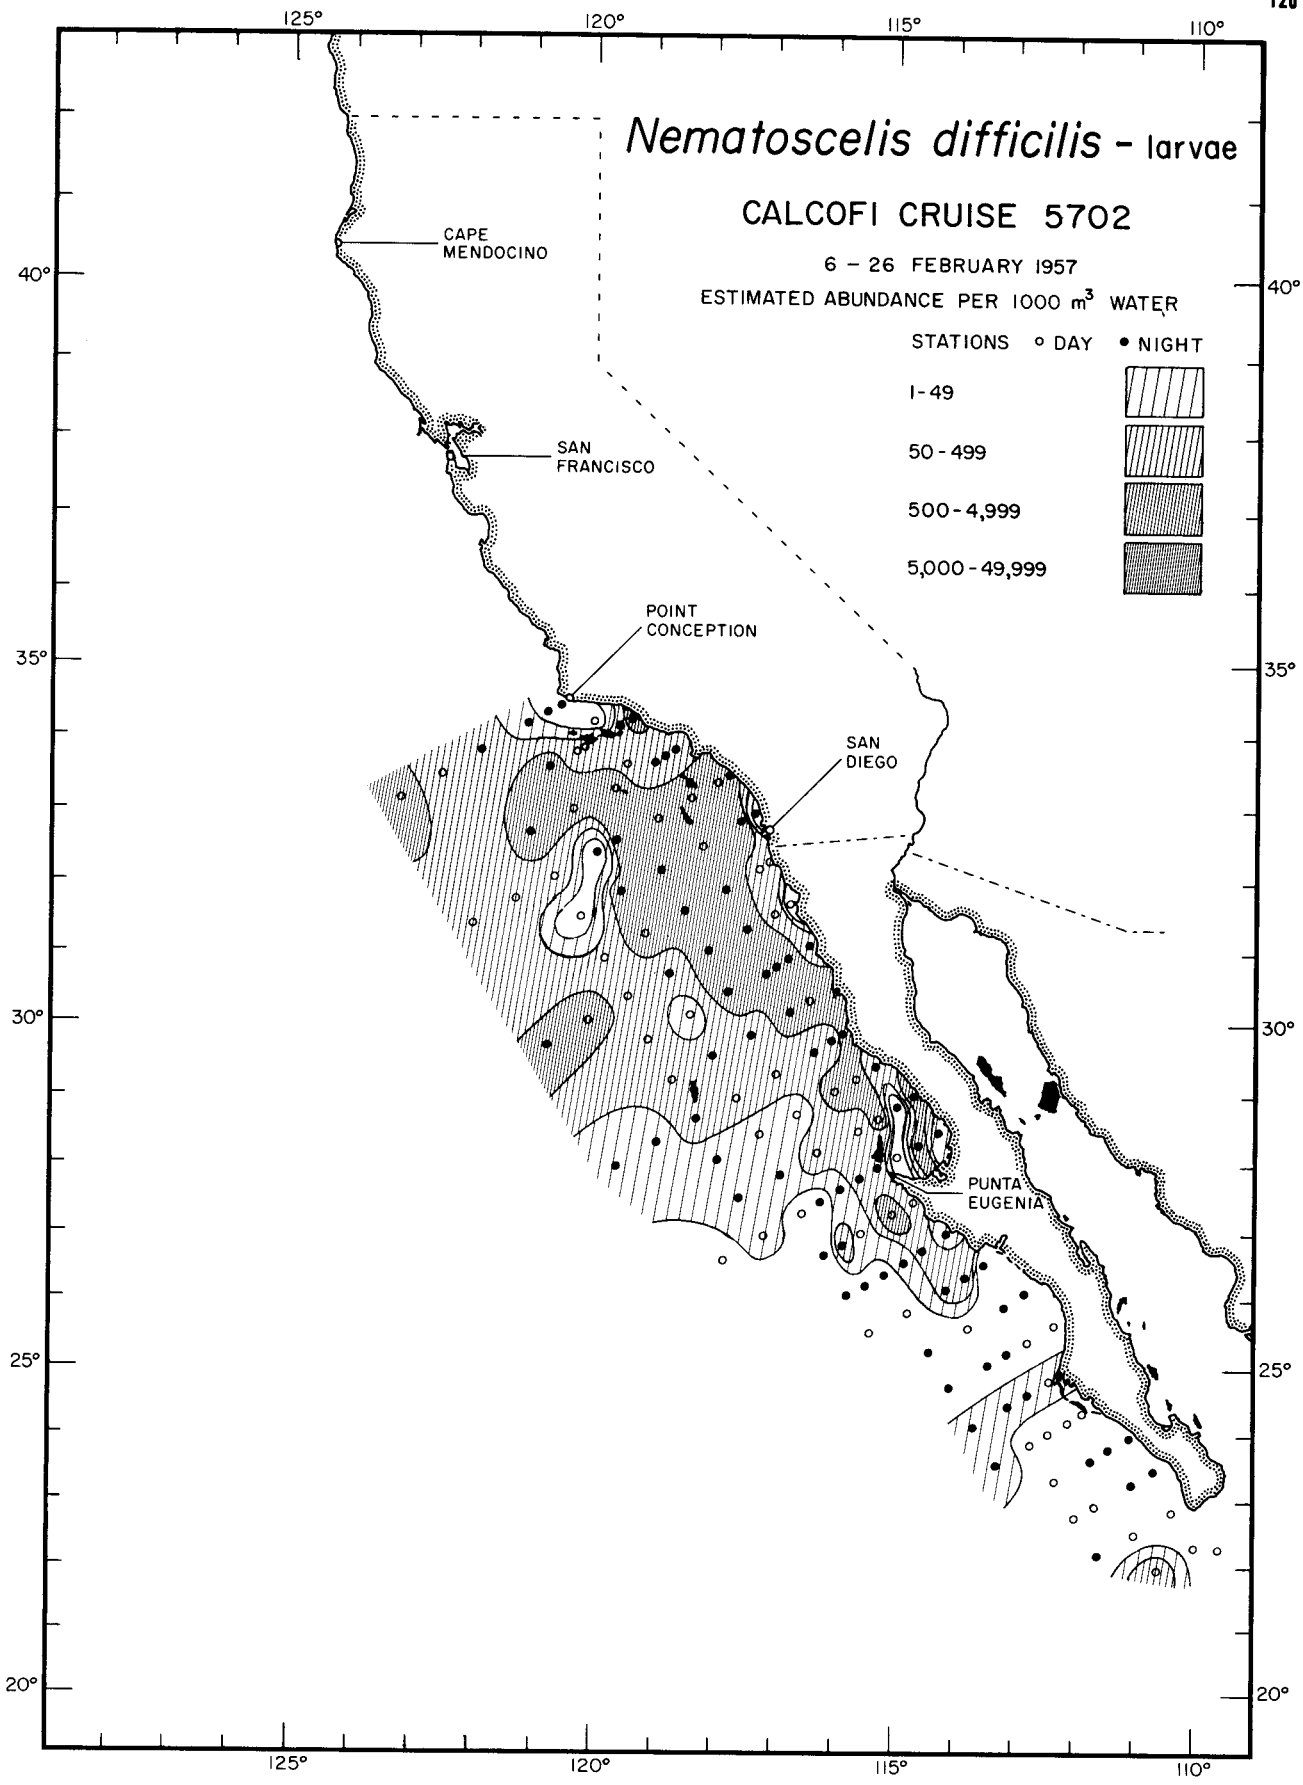 125° 120° 115° 110°
Nematoscelis difficilis - larvae
CALCOFI CRUISE 5702
6 - 26 FEBRUARY 1957
ESTIMATED ABUNDANCE PER 1000 m³ WATER
STATIONS ○ DAY ● NIGHT
1-49
50-499
500-4,999
5,000-49,999
CAPE
MENDOCINO
40° 40°
SAN
FRANCISCO
POINT
CONCEPTION
35° 35°
SAN
DIEGO
30° 30°
PUNTA
EUGENIA
25° 25°
20° 20°
125° 120° 115° 110°